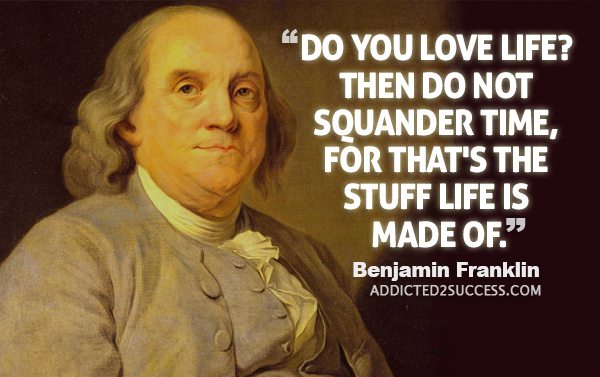 “DO YOU LOVE LIFE?
THEN DO NOT
SQUANDER TIME,
FOR THAT'S THE
STUFF LIFE IS
MADE OF.”
Benjamin Franklin
ADDICTED2SUCCESS.COM